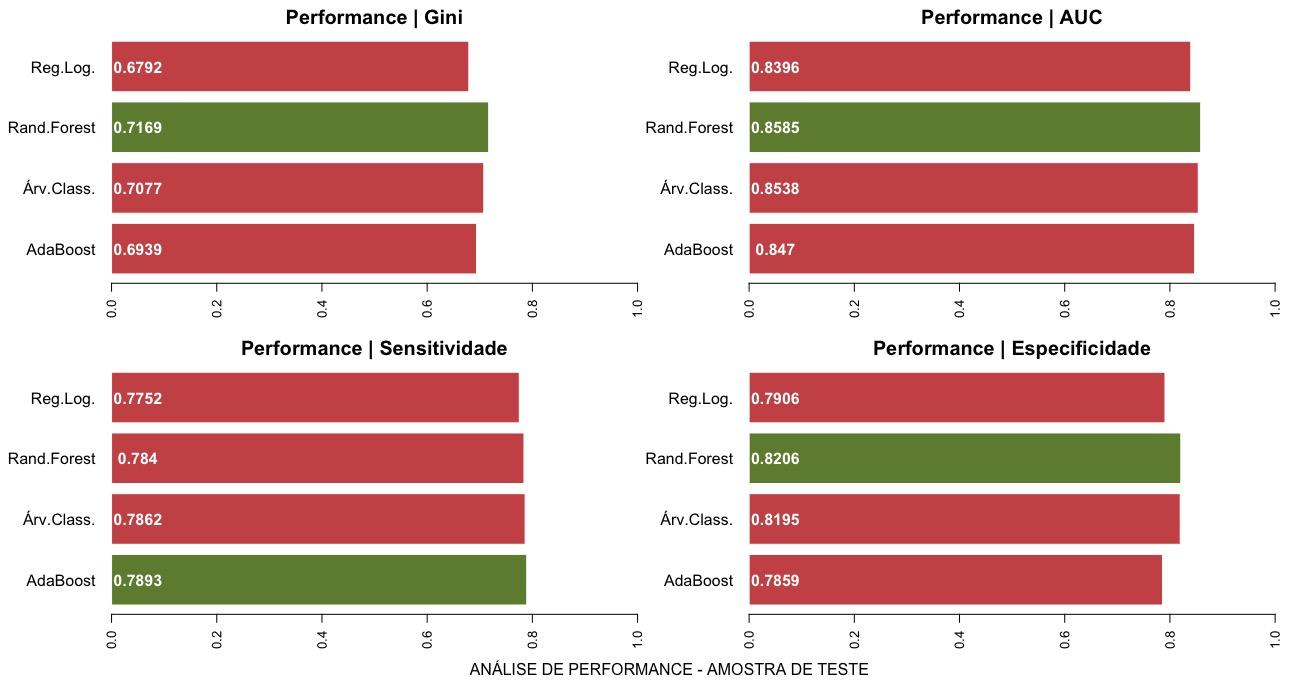 Performance | Gini
Reg.Log. 0.6792
Rand.Forest 0.7169
Árv.Class. 0.7077
AdaBoost 0.6939
0.0 0.2 0.4 0.6 0.8 1.0
Performance | AUC
Reg.Log. 0.8396
Rand.Forest 0.8585
Árv.Class. 0.8538
AdaBoost 0.847
0.0 0.2 0.4 0.6 0.8 1.0
Performance | Sensitividade
Reg.Log. 0.7752
Rand.Forest 0.784
Árv.Class. 0.7862
AdaBoost 0.7893
0.0 0.2 0.4 0.6 0.8 1.0
Performance | Especificidade
Reg.Log. 0.7906
Rand.Forest 0.8206
Árv.Class. 0.8195
AdaBoost 0.7859
0.0 0.2 0.4 0.6 0.8 1.0
ANÁLISE DE PERFORMANCE - AMOSTRA DE TESTE